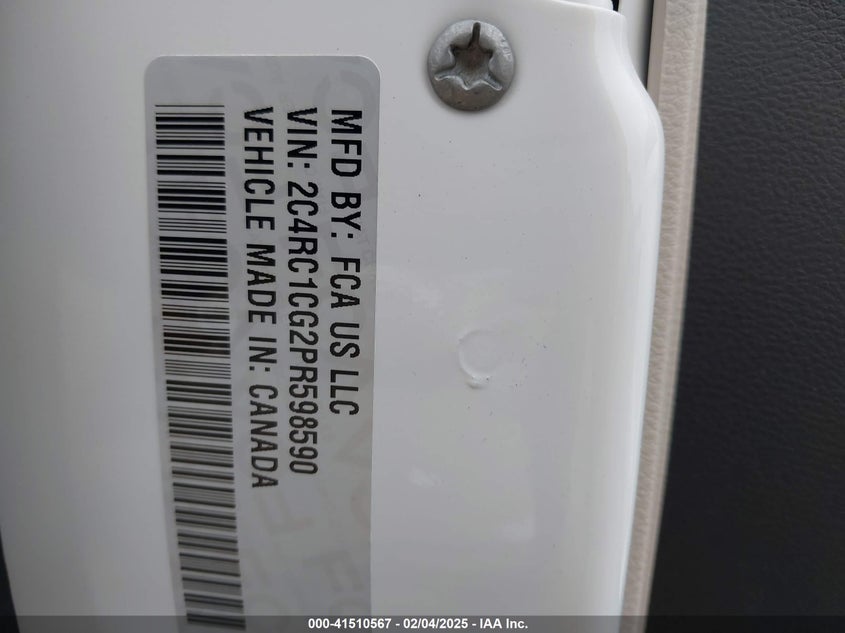 MFD BY: FCA US LLC
VIN: 2C4RC1CG2PR598590
VEHICLE MADE IN: CANADA
000-41510567 - 02/04/2025 - IAA Inc.